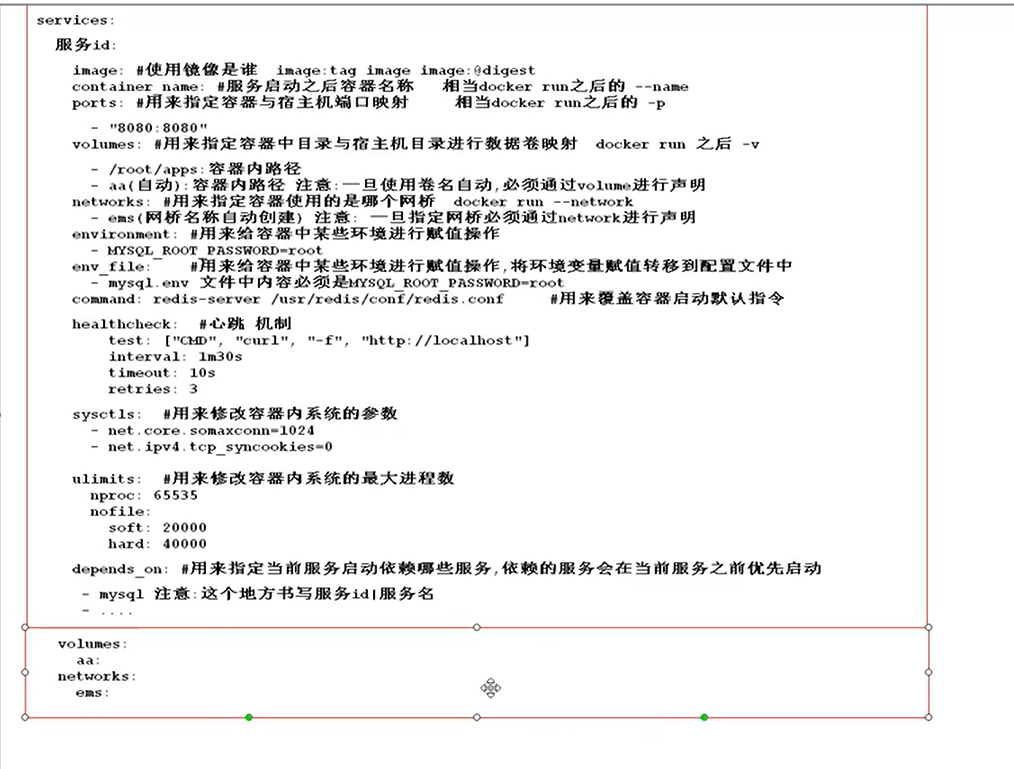 services:
服务id:
image: #使用镜像是谁 image:tag image image:@digest
container_name: #服务启动之后容器名称 相当docker run之后的 --name
ports: #用来指定容器与宿主机端口映射 相当docker run之后的 -p
- "8080:8080"
volumes: #用来指定容器中目录与宿主机目录进行数据卷映射 docker run 之后 -v
- /root/apps:容器内路径
- aa(自动):容器内路径 注意:一旦使用卷名自动,必须通过volume进行声明
networks: #用来指定容器使用的是哪个网桥 docker run --network
- ems(网桥名称自动创建) 注意: 一旦指定网桥必须通过network进行声明
environment: #用来给容器中某些环境进行赋值操作
- MYSQL_ROOT_PASSWORD=root
env_file: #用来给容器中某些环境进行赋值操作,将环境变量赋值转移到配置文件中
- mysql.env 文件中内容必须是MYSQL_ROOT_PASSWORD=root
command: redis-server /usr/redis/conf/redis.conf #用来覆盖容器启动默认指令
healthcheck: #心跳 机制
test: ["CMD", "curl", "-f", "http://localhost"]
interval: 1m30s
timeout: 10s
retries: 3
sysctls: #用来修改容器内系统的参数
- net.core.somaxconn=1024
- net.ipv4.tcp_syncookies=0
ulimits: #用来修改容器内系统的最大进程数
nproc: 65535
nofile:
soft: 20000
hard: 40000
depends_on: #用来指定当前服务启动依赖哪些服务,依赖的服务会在当前服务之前优先启动
- mysql 注意:这个地方书写服务id|服务名
- ....
volumes:
aa:
networks:
ems: